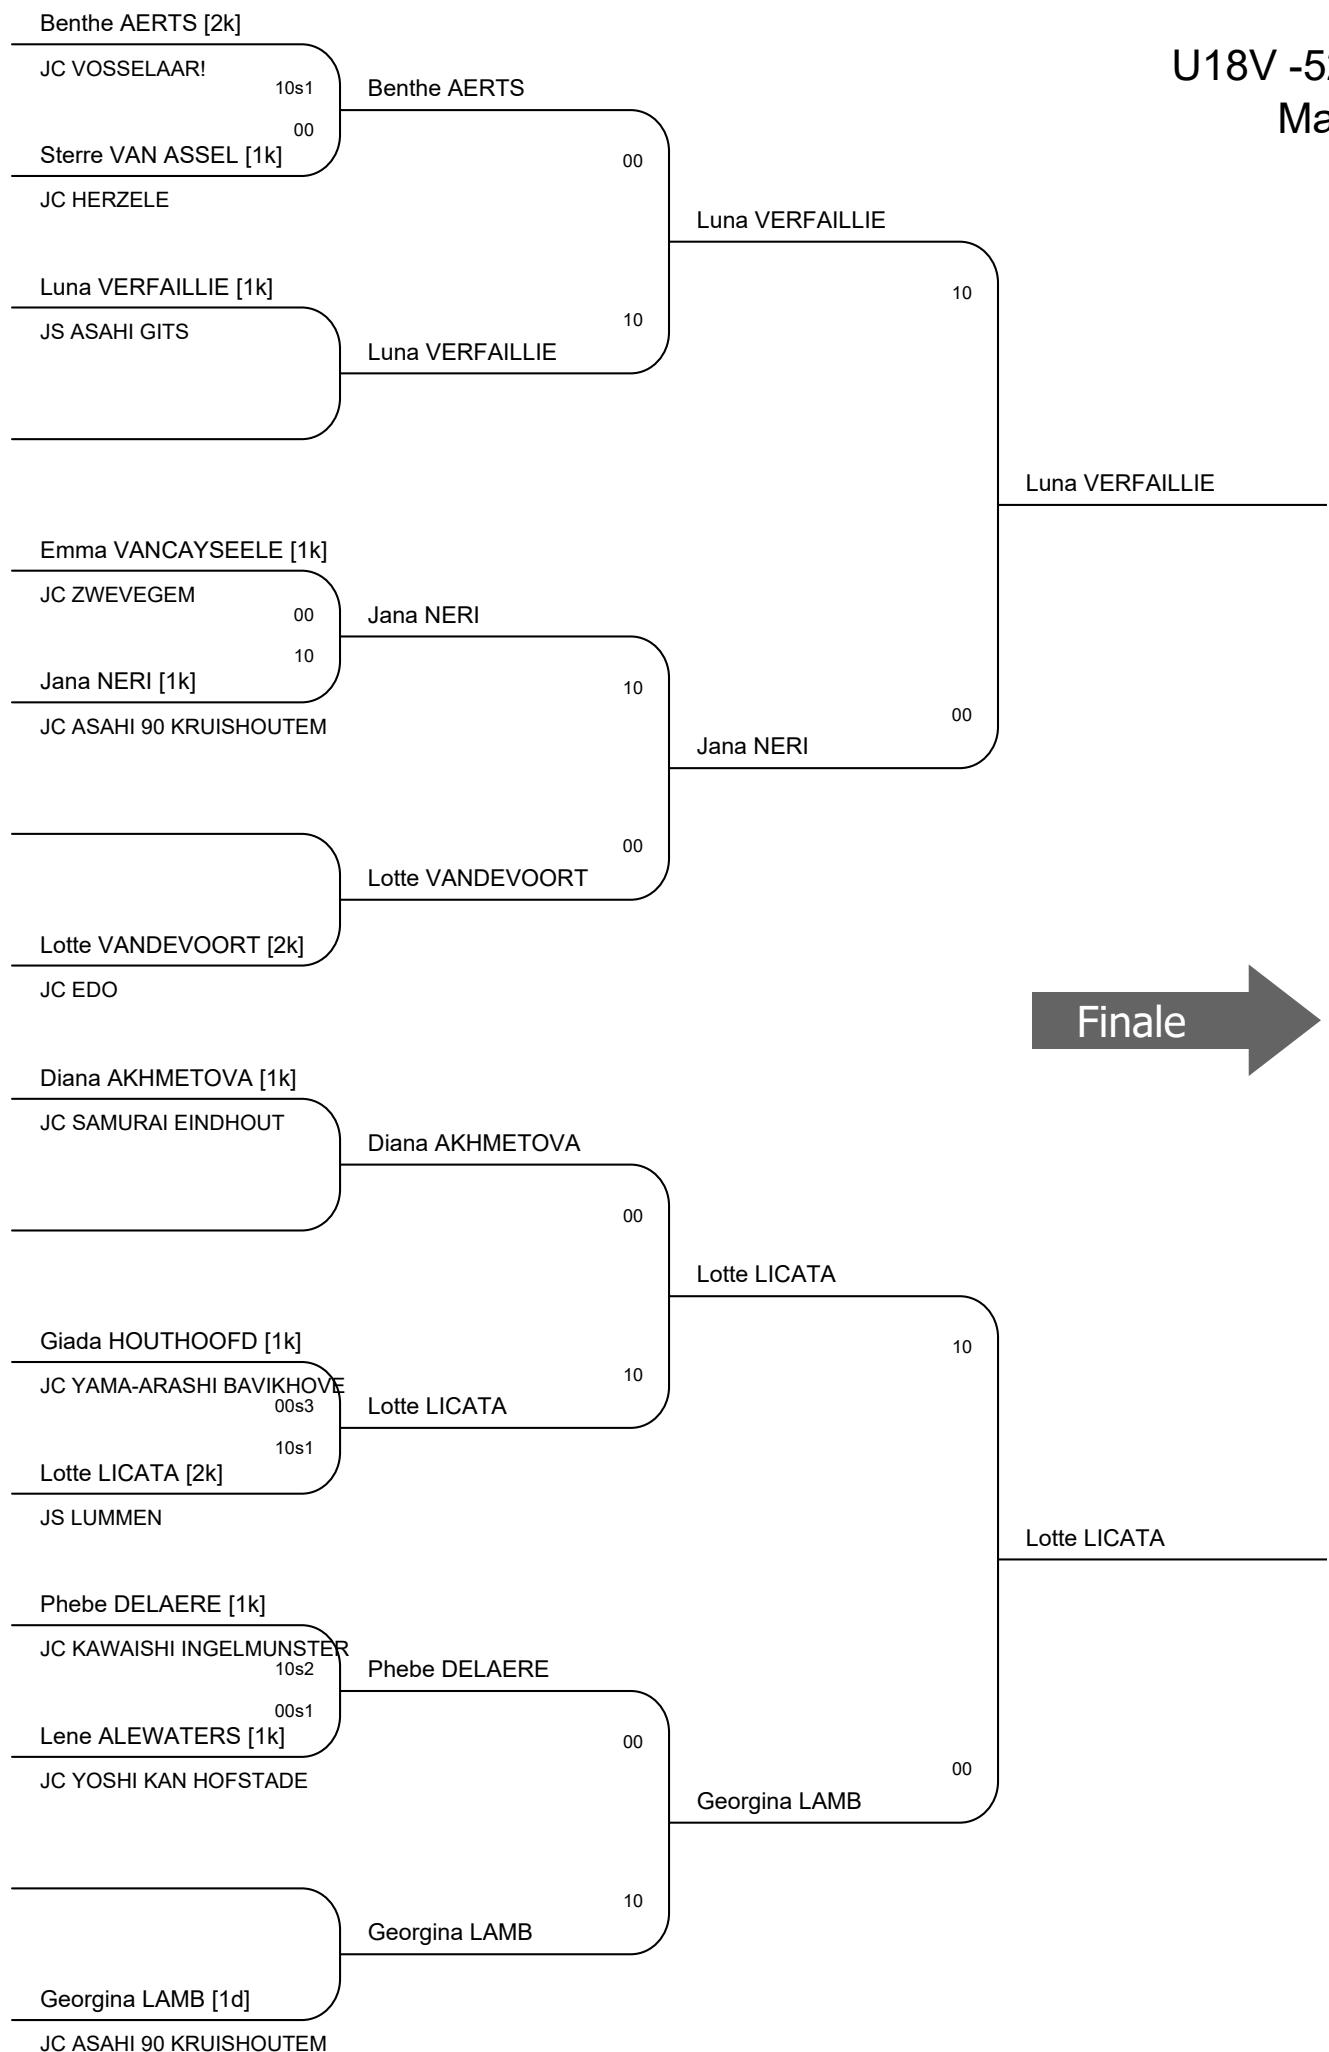 Benthe AERTS [2k]
JC VOSSELAAR!
10s1
Benthe AERTS
U18V -52
Ma
00
Sterre VAN ASSEL [1k]
JC HERZELE
00
Luna VERFAILLIE
Luna VERFAILLIE [1k]
JS ASAHI GITS
10
Luna VERFAILLIE
10
Luna VERFAILLIE
Emma VANCAYSEELE [1k]
JC ZWEVEGEM
00
Jana NERI
10
Jana NERI [1k]
JC ASAHI 90 KRUISHOUTEM
10
Jana NERI
00
00
Lotte VANDEVOORT
Lotte VANDEVOORT [2k]
JC EDO
Finale
Diana AKHMETOVA [1k]
JC SAMURAI EINDHOUT
Diana AKHMETOVA
00
Lotte LICATA
10
Giada HOUTHOOFD [1k]
JC YAMA-ARASHI BAVIKHOVE
00s3
10
Lotte LICATA
10s1
Lotte LICATA [2k]
JS LUMMEN
Lotte LICATA
Phebe DELAERE [1k]
JC KAWAISHI INGELMUNSTER
10s2
Phebe DELAERE
00s1
Lene ALEWATERS [1k]
JC YOSHI KAN HOFSTADE
00
00
Georgina LAMB
10
Georgina LAMB
Georgina LAMB [1d]
JC ASAHI 90 KRUISHOUTEM